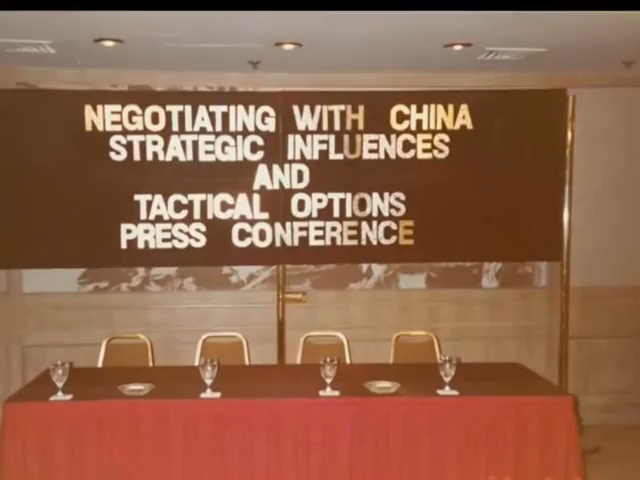 NEGOTIATING WITH CHINA
STRATEGIC INFLUENCES
AND
TACTICAL OPTIONS
PRESS CONFERENCE